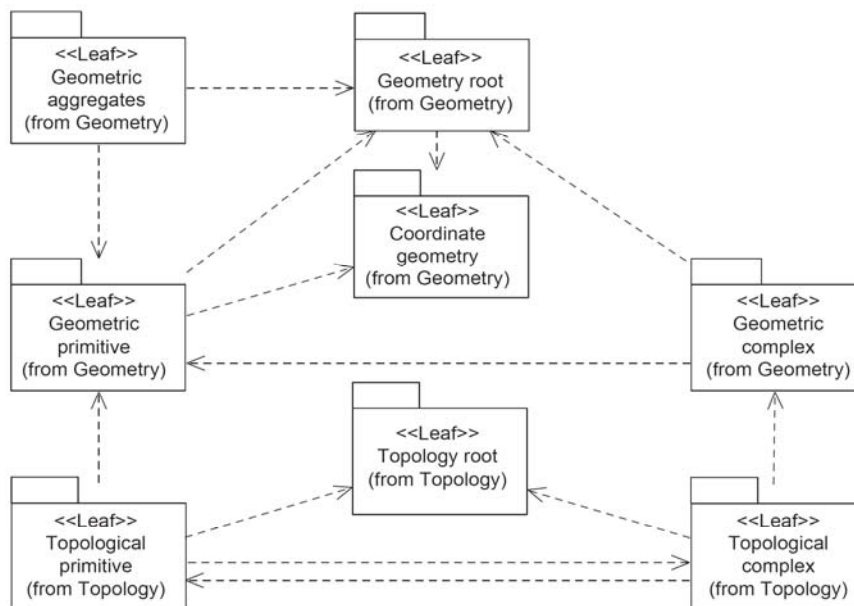 <<Leaf>>
Geometric
aggregates
(from Geometry)
<<Leaf>>
Geometry root
(from Geometry)
<<Leaf>>
Coordinate
geometry
(from Geometry)
<<Leaf>>
Geometric
primitive
(from Geometry)
<<Leaf>>
Geometric
complex
(from Geometry)
<<Leaf>>
Topology root
(from Topology)
<<Leaf>>
Topological
primitive
(from Topology)
<<Leaf>>
Topological
complex
(from Topology)